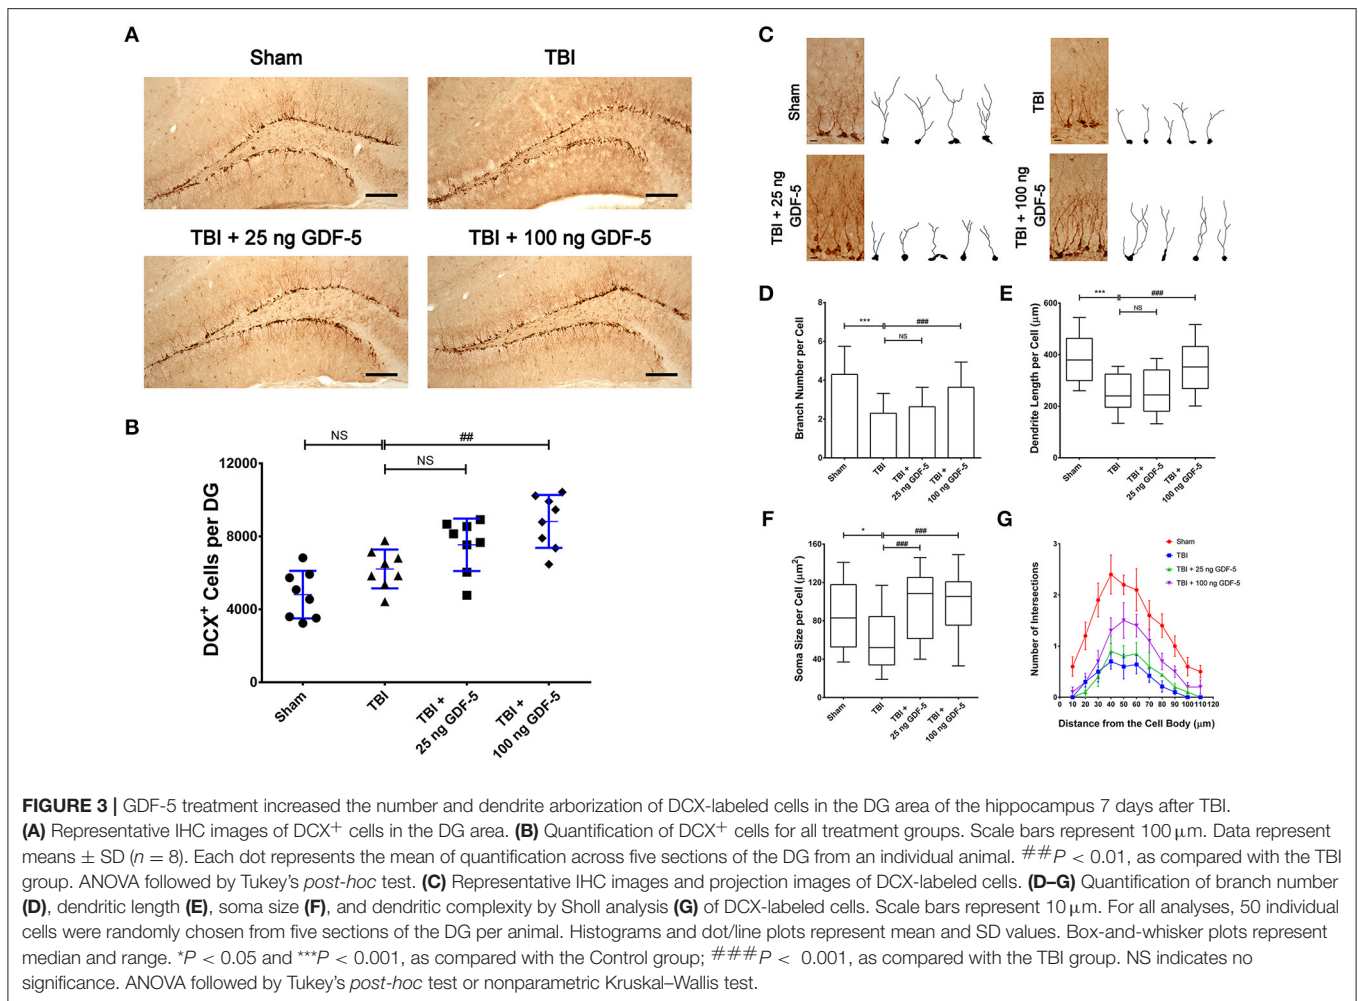 A
Sham
TBI
TBI + 25 ng GDF-5
TBI + 100 ng GDF-5
B
NS
##
NS
12000
8000
4000
0
DCX+ Cells per DG
Sham
TBI
TBI +
25 ng GDF-5
TBI +
100 ng GDF-5
C
Sham
TBI
TBI + 25 ng
GDF-5
TBI + 100 ng
GDF-5
D
8
6
4
2
0
Branch Number per Cell
***
###
NS
Sham
TBI
TBI +
25 ng GDF-5
TBI +
100 ng GDF-5
E
600
400
200
0
Dendrite Length per Cell (μm)
***
###
NS
Sham
TBI
TBI +
25 ng GDF-5
TBI +
100 ng GDF-5
F
160
120
80
40
0
Soma Size per Cell (μm²)
*
###
###
Sham
TBI
TBI +
25 ng GDF-5
TBI +
100 ng GDF-5
G
Sham
TBI
TBI + 25 ng GDF-5
TBI + 100 ng GDF-5
3
2
1
0
Number of Intersections
0 10 20 30 40 50 60 70 80 90 100 110 120
Distance from the Cell Body (μm)
FIGURE 3 | GDF-5 treatment increased the number and dendrite arborization of DCX-labeled cells in the DG area of the hippocampus 7 days after TBI.
(A) Representative IHC images of DCX+ cells in the DG area. (B) Quantification of DCX+ cells for all treatment groups. Scale bars represent 100 μm. Data represent
means ± SD (n = 8). Each dot represents the mean of quantification across five sections of the DG from an individual animal. ##P < 0.01, as compared with the TBI
group. ANOVA followed by Tukey's post-hoc test. (C) Representative IHC images and projection images of DCX-labeled cells. (D–G) Quantification of branch number
(D), dendritic length (E), soma size (F), and dendritic complexity by Sholl analysis (G) of DCX-labeled cells. Scale bars represent 10 μm. For all analyses, 50 individual
cells were randomly chosen from five sections of the DG per animal. Histograms and dot/line plots represent mean and SD values. Box-and-whisker plots represent
median and range. *P < 0.05 and ***P < 0.001, as compared with the Control group; ###P < 0.001, as compared with the TBI group. NS indicates no
significance. ANOVA followed by Tukey's post-hoc test or nonparametric Kruskal–Wallis test.